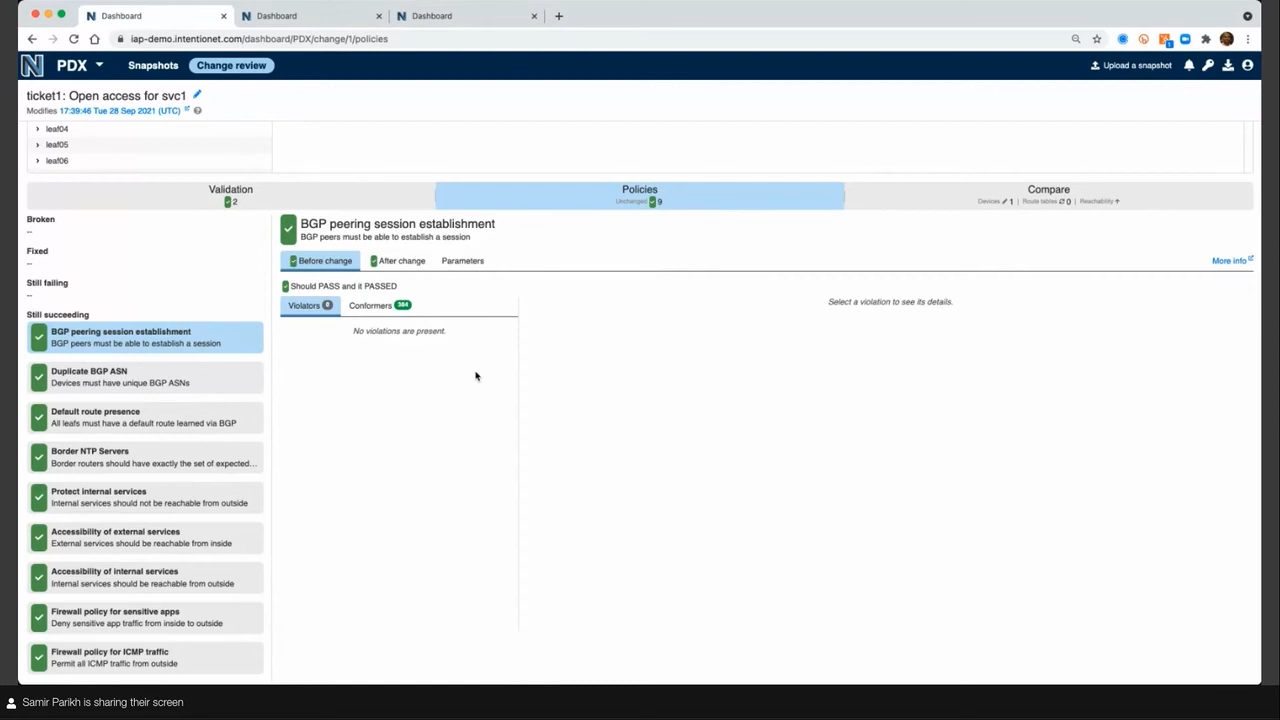 Dashboard
Dashboard
Dashboard
iap-demo.intentionet.com/dashboard/PDX/change/1/policies
N PDX Snapshots Change review Upload a snapshot
ticket1: Open access for svc1
Modifies 17:39:46 Tue 28 Sep 2021 (UTC)
leaf04
leaf05
leaf06
Validation
2
Policies
Unchanged 9
Compare
Devices 1 | Route tables 0 | Reachability
Broken
--
Fixed
--
Still failing
--
Still succeeding
BGP peering session establishment
BGP peers must be able to establish a session
Duplicate BGP ASN
Devices must have unique BGP ASNs
Default route presence
All leafs must have a default route learned via BGP
Border NTP Servers
Border routers should have exactly the set of expected...
Protect internal services
Internal services should not be reachable from outside
Accessibility of external services
External services should be reachable from inside
Accessibility of internal services
Internal services should be reachable from outside
Firewall policy for sensitive apps
Deny sensitive app traffic from inside to outside
Firewall policy for ICMP traffic
Permit all ICMP traffic from outside
BGP peering session establishment
BGP peers must be able to establish a session
Before change After change Parameters More info
Should PASS and it PASSED
Violators 0 Conformers 384
No violations are present.
Select a violation to see its details.
Samir Parikh is sharing their screen